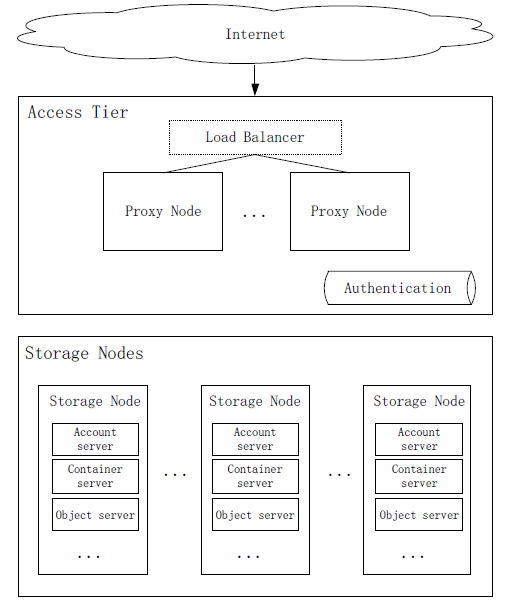 Internet
Access Tier
Load Balancer
Proxy Node
...
Proxy Node
Authentication
Storage Nodes
Storage Node
Account
server
Container
server
Object server
...
...
Storage Node
Account
server
Container
server
Object server
...
...
Storage Node
Account
server
Container
server
Object server
...